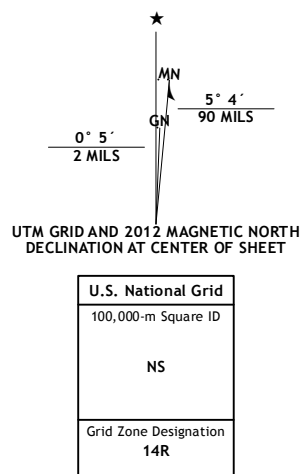 ★
MN
5° 4´
90 MILS
GN
0° 5´
2 MILS
UTM GRID AND 2012 MAGNETIC NORTH
DECLINATION AT CENTER OF SHEET
U.S. National Grid
100,000-m Square ID
NS
Grid Zone Designation
14R